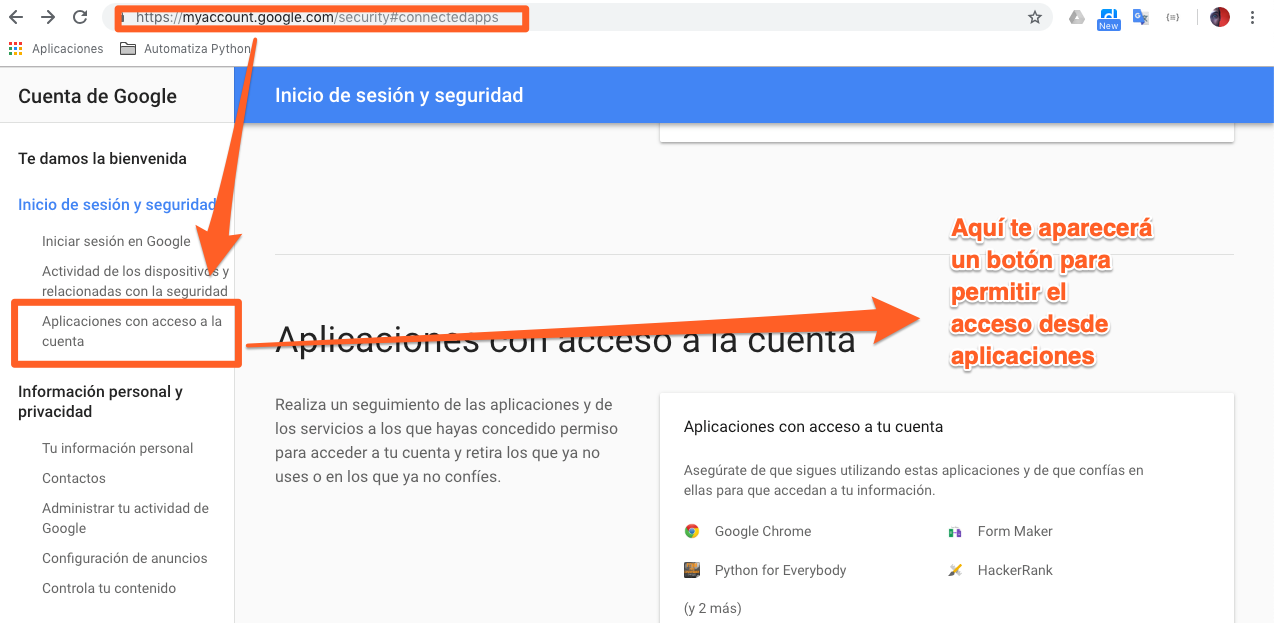 https://myaccount.google.com/security#connectedapps
New
Aplicaciones
Automatiza Python
Cuenta de Google
Inicio de sesión y seguridad
Te damos la bienvenida
Inicio de sesión y seguridad
Iniciar sesión en Google
Actividad de los dispositivos y
relacionadas con la seguridad
Aplicaciones con acceso a la
cuenta
Información personal y
privacidad
Tu información personal
Contactos
Administrar tu actividad de
Google
Configuración de anuncios
Controla tu contenido
Aquí te aparecerá
un botón para
permitir el
acceso desde
aplicaciones
Aplicaciones con acceso a la cuenta
Realiza un seguimiento de las aplicaciones y de
los servicios a los que hayas concedido permiso
para acceder a tu cuenta y retira los que ya no
uses o en los que ya no confíes.
Aplicaciones con acceso a tu cuenta
Asegúrate de que sigues utilizando estas aplicaciones y de que confías en
ellas para que accedan a tu información.
Google Chrome
Form Maker
Python for Everybody
HackerRank
(y 2 más)